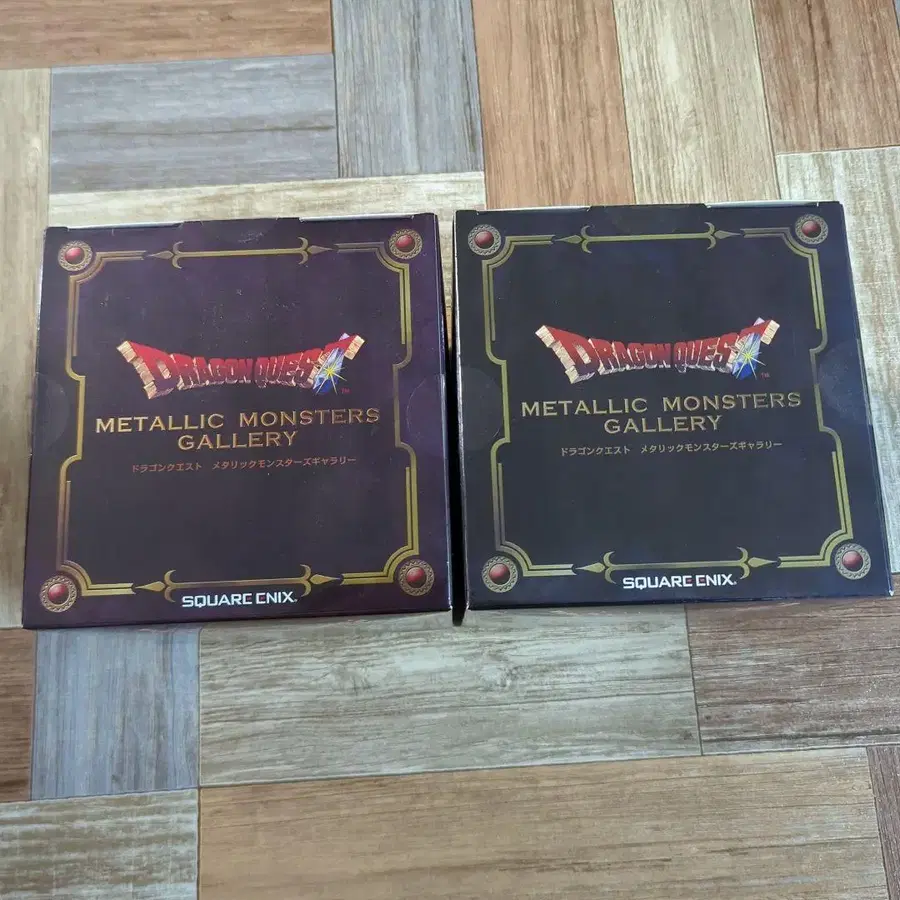 DRAGON QUEST
TM
METALLIC MONSTERS
GALLERY
ドラゴンクエスト メタリックモンスターズギャラリー
SQUARE ENIX®
DRAGON QUEST
TM
METALLIC MONSTERS
GALLERY
ドラゴンクエスト メタリックモンスターズギャラリー
SQUARE ENIX®